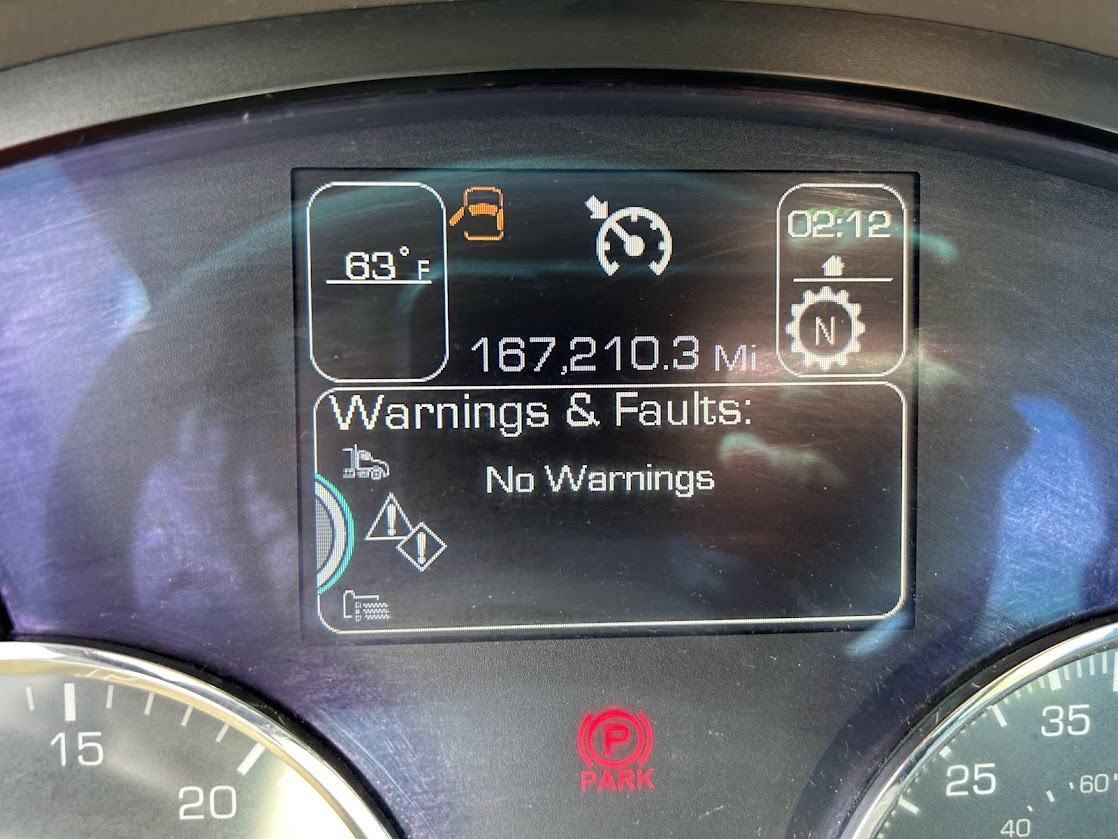 63°F
02:12
N
167,210.3 Mi
Warnings & Faults:
No Warnings
P
PARK
15
20
35
25
60
40